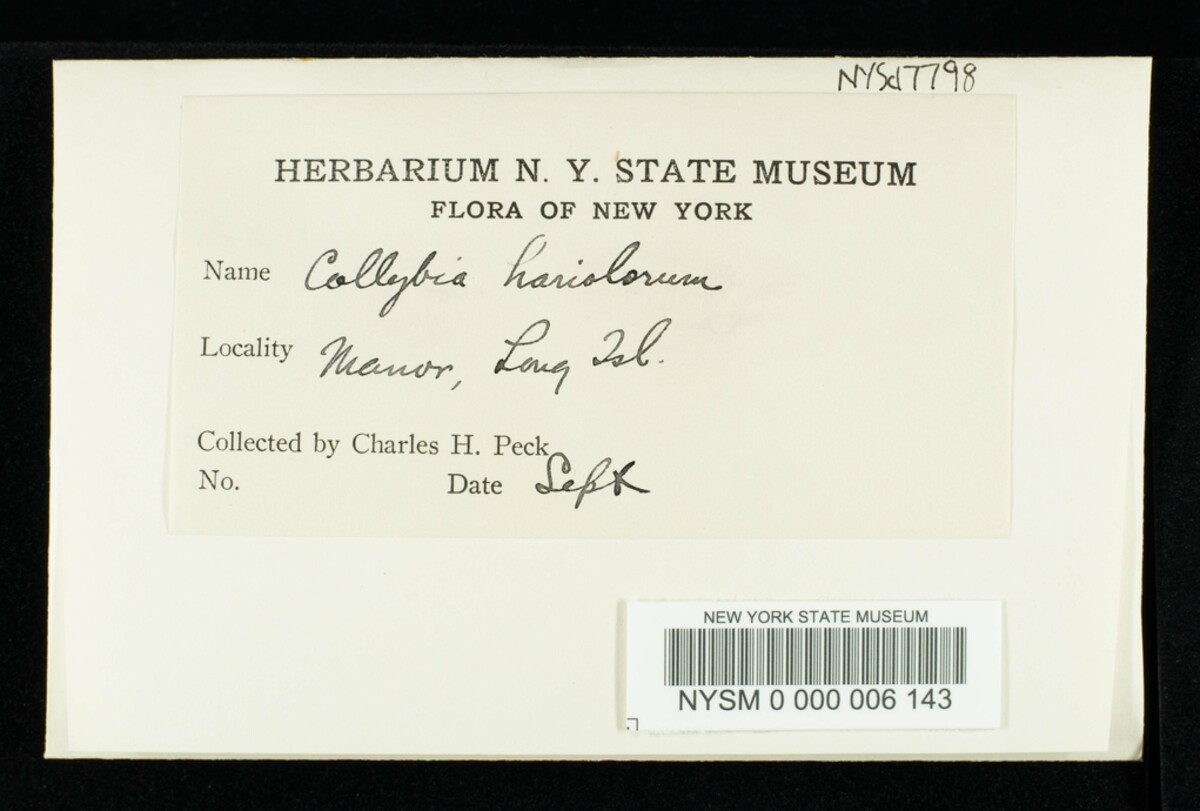 NYSd7798
HERBARIUM N. Y. STATE MUSEUM
FLORA OF NEW YORK
Name Collybia hariolorum
Locality Manor, Long Isl.
Collected by Charles H. Peck
No. Date Sept
NEW YORK STATE MUSEUM
NYSM 0 000 006 143